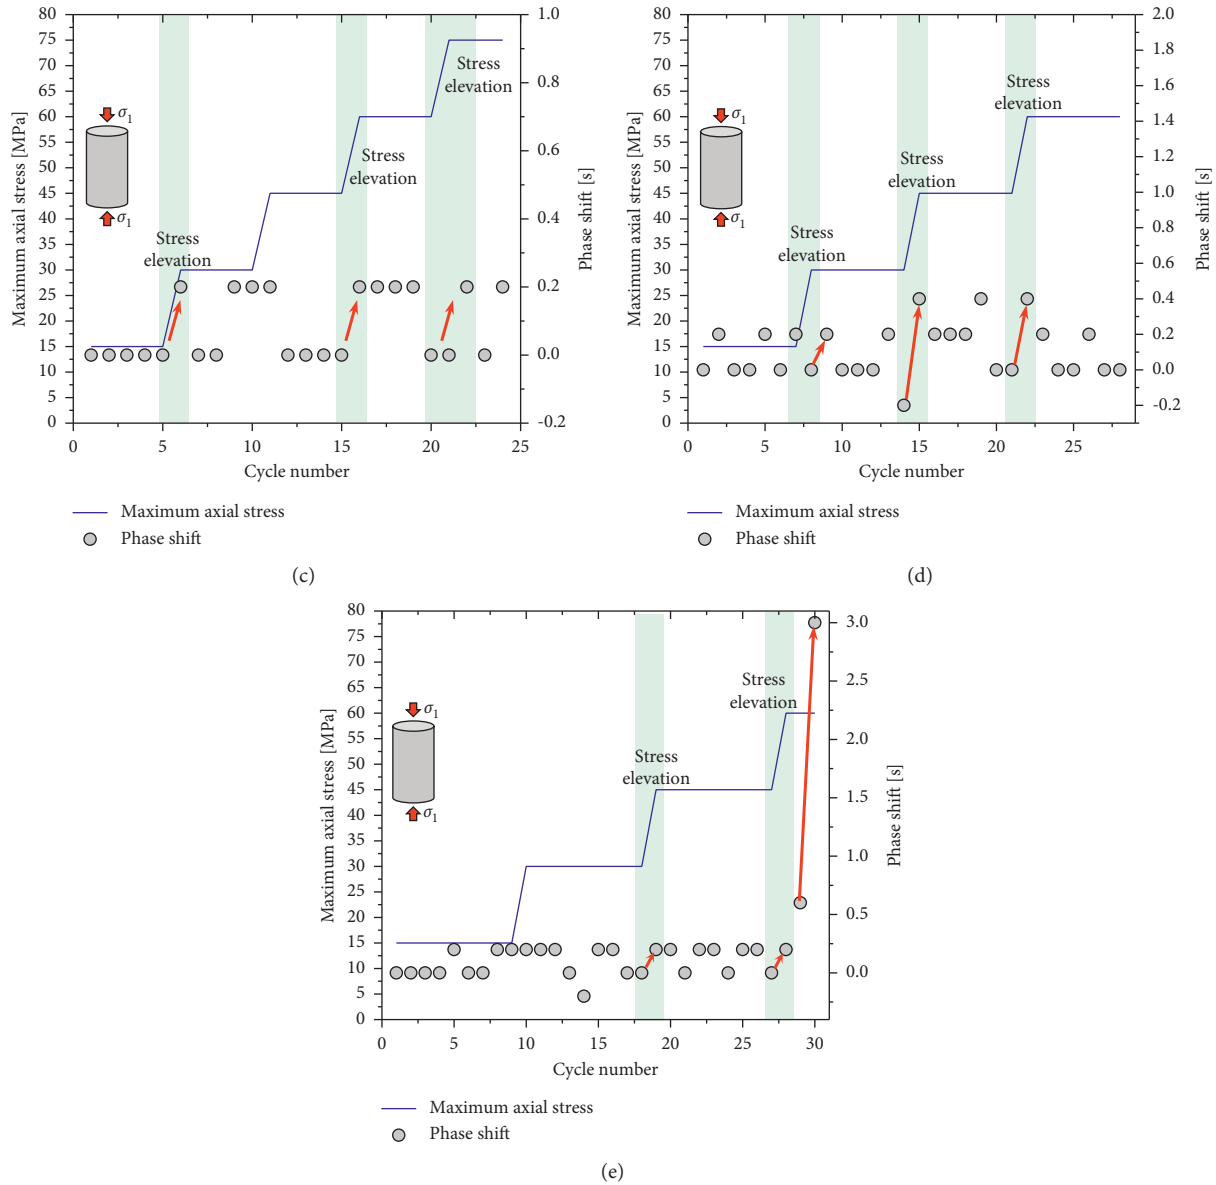 80
75
70
65
60
55
50
45
40
35
30
25
20
15
10
5
0
Maximum axial stress [MPa]
σ1
σ1
Stress
elevation
Stress
elevation
Stress
elevation
1.0
0.8
0.6
0.4
0.2
0.0
-0.2
Phase shift [s]
0 5 10 15 20 25
Cycle number
Maximum axial stress
Phase shift
(c)
80
75
70
65
60
55
50
45
40
35
30
25
20
15
10
5
0
Maximum axial stress [MPa]
σ1
σ1
Stress
elevation
Stress
elevation
Stress
elevation
2.0
1.8
1.6
1.4
1.2
1.0
0.8
0.6
0.4
0.2
0.0
-0.2
Phase shift [s]
0 5 10 15 20 25
Cycle number
Maximum axial stress
Phase shift
(d)
80
75
70
65
60
55
50
45
40
35
30
25
20
15
10
5
0
Maximum axial stress [MPa]
σ1
σ1
Stress
elevation
Stress
elevation
3.0
2.5
2.0
1.5
1.0
0.5
0.0
Phase shift [s]
0 5 10 15 20 25 30
Cycle number
Maximum axial stress
Phase shift
(e)